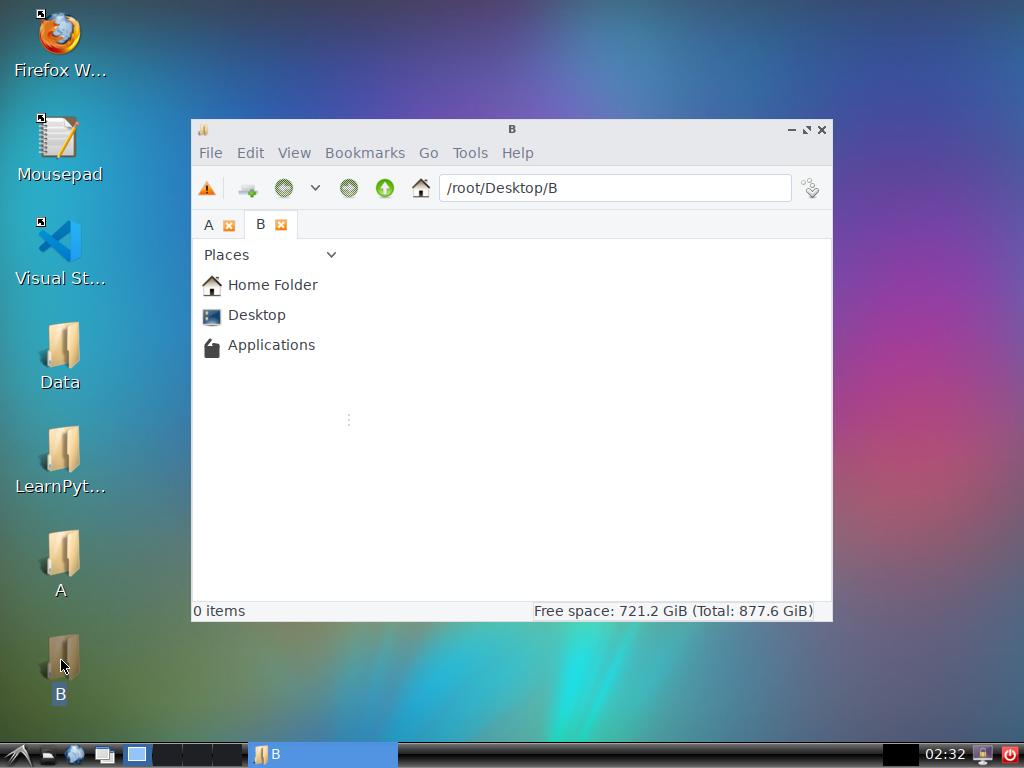 Firefox W...
Mousepad
Visual St...
Data
LearnPyt...
A
B
B
File Edit View Bookmarks Go Tools Help
/root/Desktop/B
A B
Places
Home Folder
Desktop
Applications
0 items Free space: 721.2 GiB (Total: 877.6 GiB)
B 02:32